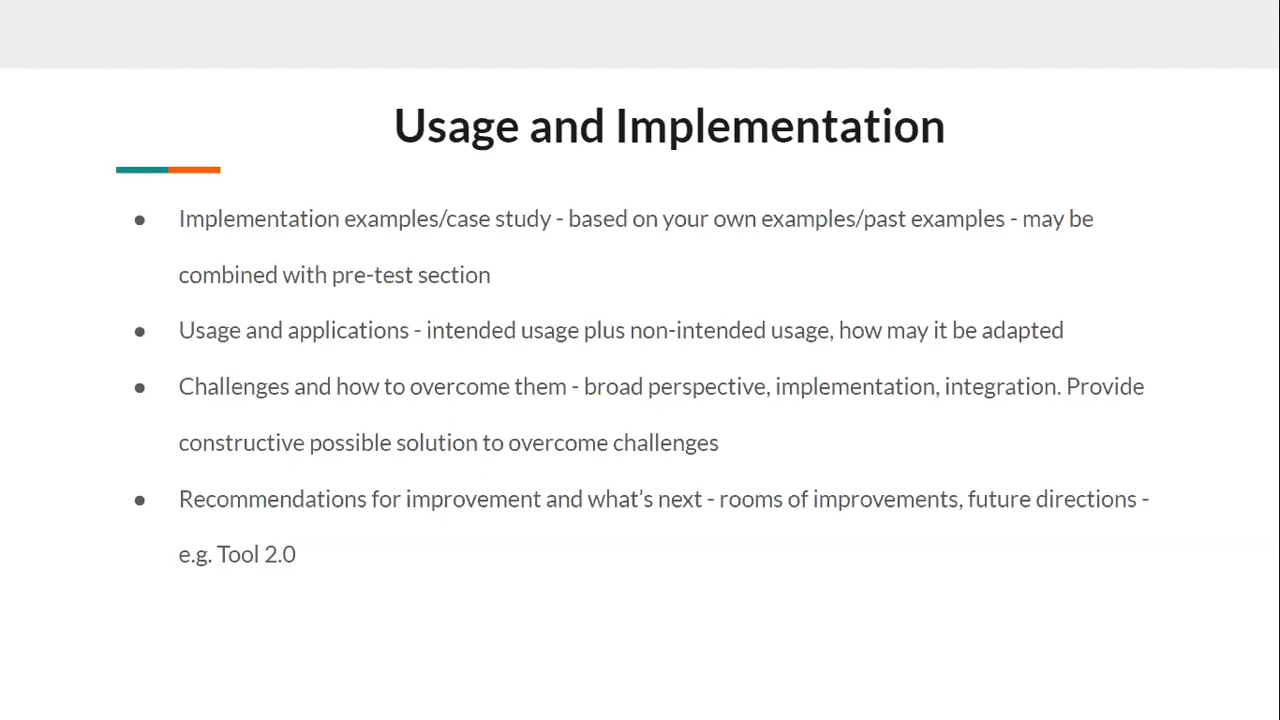 Usage and Implementation
● Implementation examples/case study - based on your own examples/past examples - may be
combined with pre-test section
● Usage and applications - intended usage plus non-intended usage, how may it be adapted
● Challenges and how to overcome them - broad perspective, implementation, integration. Provide
constructive possible solution to overcome challenges
● Recommendations for improvement and what’s next - rooms of improvements, future directions -
e.g. Tool 2.0